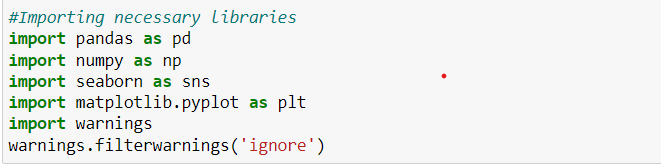 #Importing necessary libraries
import pandas as pd
import numpy as np
import seaborn as sns
import matplotlib.pyplot as plt
import warnings
warnings.filterwarnings('ignore')